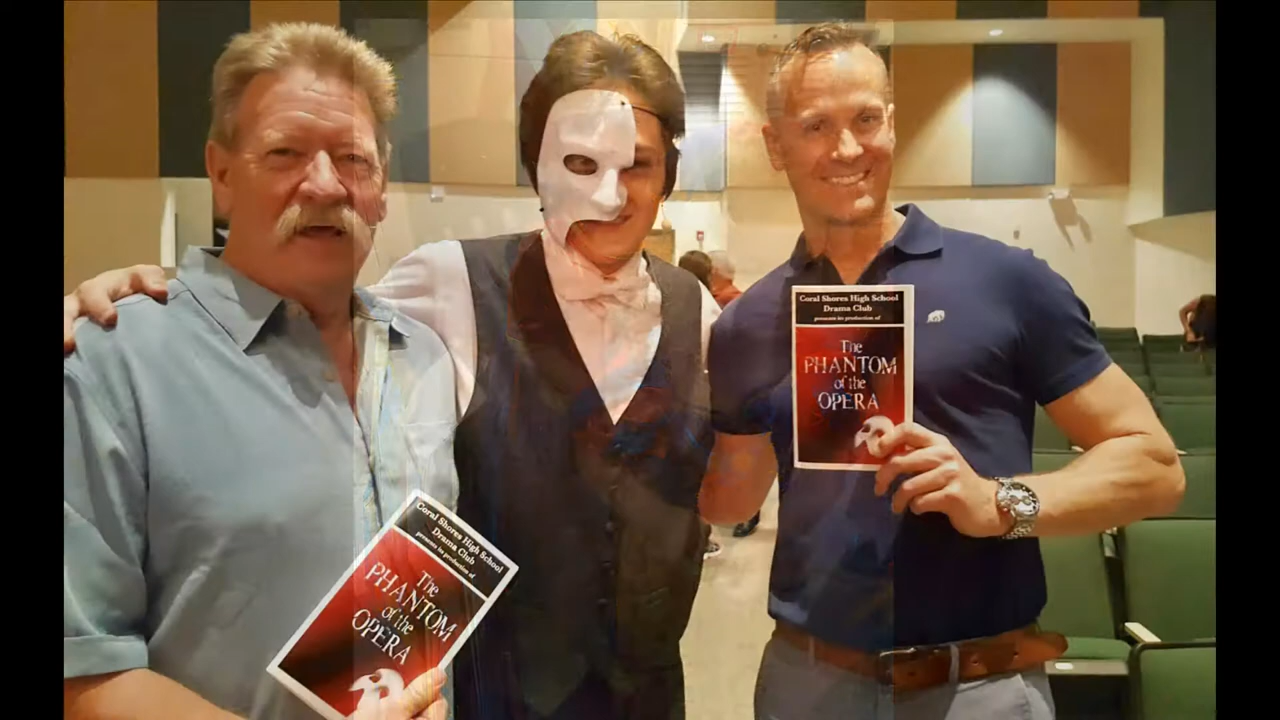 Coral Shores High School
Drama Club
presents its production of
The
PHANTOM
of the
OPERA
Coral Shores High School
Drama Club
presents its production of
The
PHANTOM
of the
OPERA